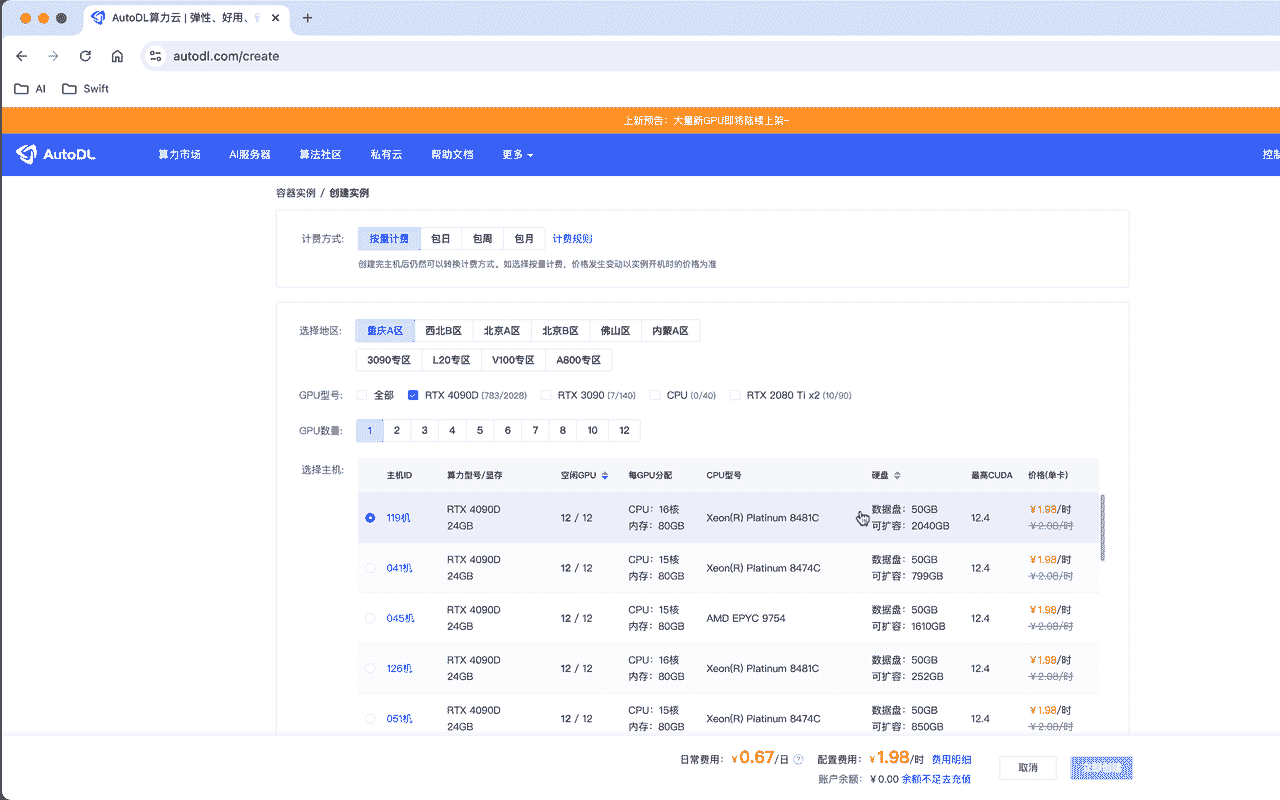 AutoDL算力云 | 弹性、好用、
autodl.com/create
AI Swift
上新预告：大量新GPU即将陆续上架~
AutoDL 算力市场 AI服务器 算法社区 私有云 帮助文档 更多 控制
容器实例 / 创建实例
计费方式: 按量计费 包日 包周 包月 计费规则
创建完主机后仍然可以转换计费方式。如选择按量计费，价格发生变动以实例开机时的价格为准
选择地区: 重庆A区 西北B区 北京A区 北京B区 佛山区 内蒙A区
3090专区 L20专区 V100专区 A800专区
GPU型号: 全部 RTX 4090D (783/2028) RTX 3090 (7/140) CPU (0/40) RTX 2080 Ti x2 (10/90)
GPU数量: 1 2 3 4 5 6 7 8 10 12
选择主机: 主机ID 算力型号/显存 空闲GPU 每GPU分配 CPU型号 硬盘 最高CUDA 价格(单卡)
119机 RTX 4090D 12 / 12 CPU：16核 Xeon(R) Platinum 8481C 数据盘：50GB 12.4 ￥1.98/时
24GB 内存：80GB 可扩容：2040GB ￥2.08/时
041机 RTX 4090D 12 / 12 CPU：15核 Xeon(R) Platinum 8474C 数据盘：50GB 12.4 ￥1.98/时
24GB 内存：80GB 可扩容：799GB ￥2.08/时
045机 RTX 4090D 12 / 12 CPU：15核 AMD EPYC 9754 数据盘：50GB 12.4 ￥1.98/时
24GB 内存：80GB 可扩容：1610GB ￥2.08/时
126机 RTX 4090D 12 / 12 CPU：16核 Xeon(R) Platinum 8481C 数据盘：50GB 12.4 ￥1.98/时
24GB 内存：80GB 可扩容：252GB ￥2.08/时
051机 RTX 4090D 12 / 12 CPU：15核 Xeon(R) Platinum 8474C 数据盘：50GB 12.4 ￥1.98/时
24GB 内存：80GB 可扩容：850GB ￥2.08/时
日常费用: ￥0.67/日 配置费用: ￥1.98/时 费用明细 取消
账户余额: ￥0.00 余额不足去充值